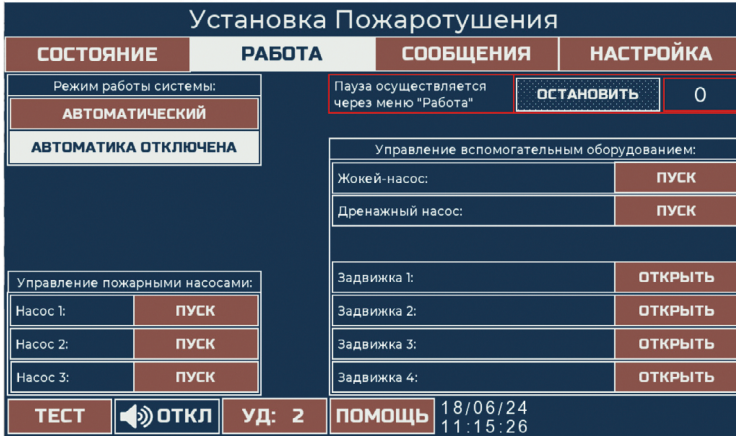 Установка Пожаротушения
СОСТОЯНИЕ РАБОТА СООБЩЕНИЯ НАСТРОЙКА
Режим работы системы:
АВТОМАТИЧЕСКИЙ
АВТОМАТИКА ОТКЛЮЧЕНА
Пауза осуществляется
через меню "Работа"
ОСТАНОВИТЬ 0
Управление вспомогательным оборудованием:
Жокей-насос: ПУСК
Дренажный насос: ПУСК
Управление пожарными насосами:
Насос 1: ПУСК
Насос 2: ПУСК
Насос 3: ПУСК
Задвижка 1: ОТКРЫТЬ
Задвижка 2: ОТКРЫТЬ
Задвижка 3: ОТКРЫТЬ
Задвижка 4: ОТКРЫТЬ
ТЕСТ ОТКЛ УД: 2 ПОМОЩЬ
18/06/24
11:15:26